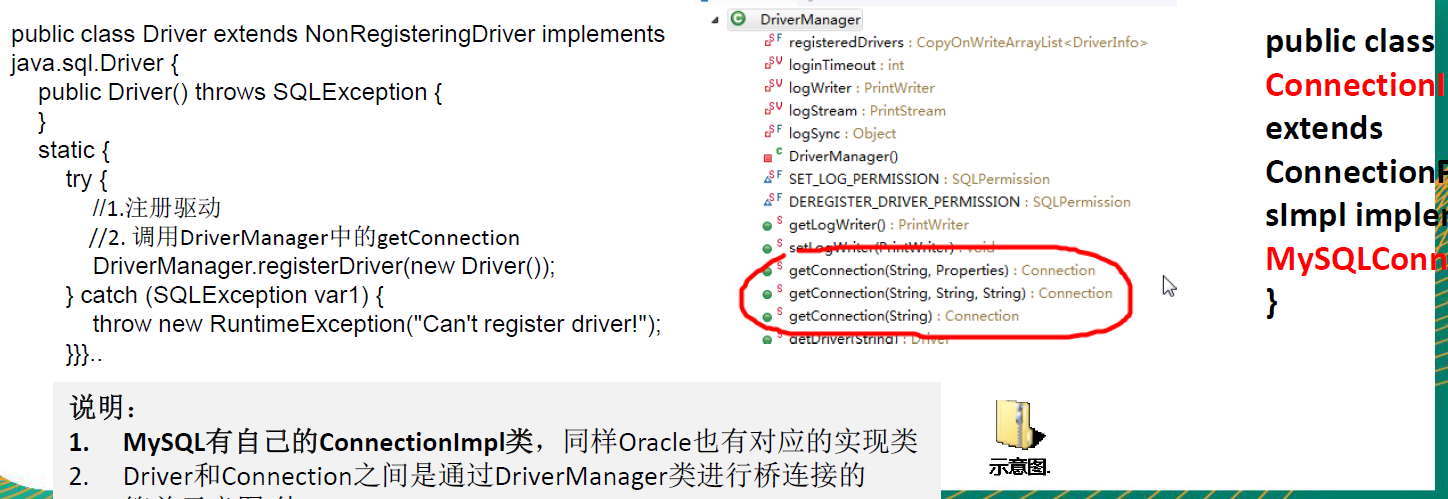 public class Driver extends NonRegisteringDriver implements
java.sql.Driver {
public Driver() throws SQLException {
}
static {
try {
//1.注册驱动
//2. 调用DriverManager中的getConnection
DriverManager.registerDriver(new Driver());
} catch (SQLException var1) {
throw new RuntimeException("Can't register driver!");
}}}..
DriverManager
registeredDrivers : CopyOnWriteArrayList<DriverInfo>
loginTimeout : int
logWriter : PrintWriter
logStream : PrintStream
logSync : Object
DriverManager()
SET_LOG_PERMISSION : SQLPermission
DEREGISTER_DRIVER_PERMISSION : SQLPermission
getLogWriter() : PrintWriter
setLogWriter(PrintWriter) : void
getConnection(String, Properties) : Connection
getConnection(String, String, String) : Connection
getConnection(String) : Connection
getDriver(String) : Driver
public class
ConnectionI
extends
Connection
sImpl implem
MySQLConn
}
说明：
1. MySQL有自己的ConnectionImpl类，同样Oracle也有对应的实现类
2. Driver和Connection之间是通过DriverManager类进行桥连接的
示意图.